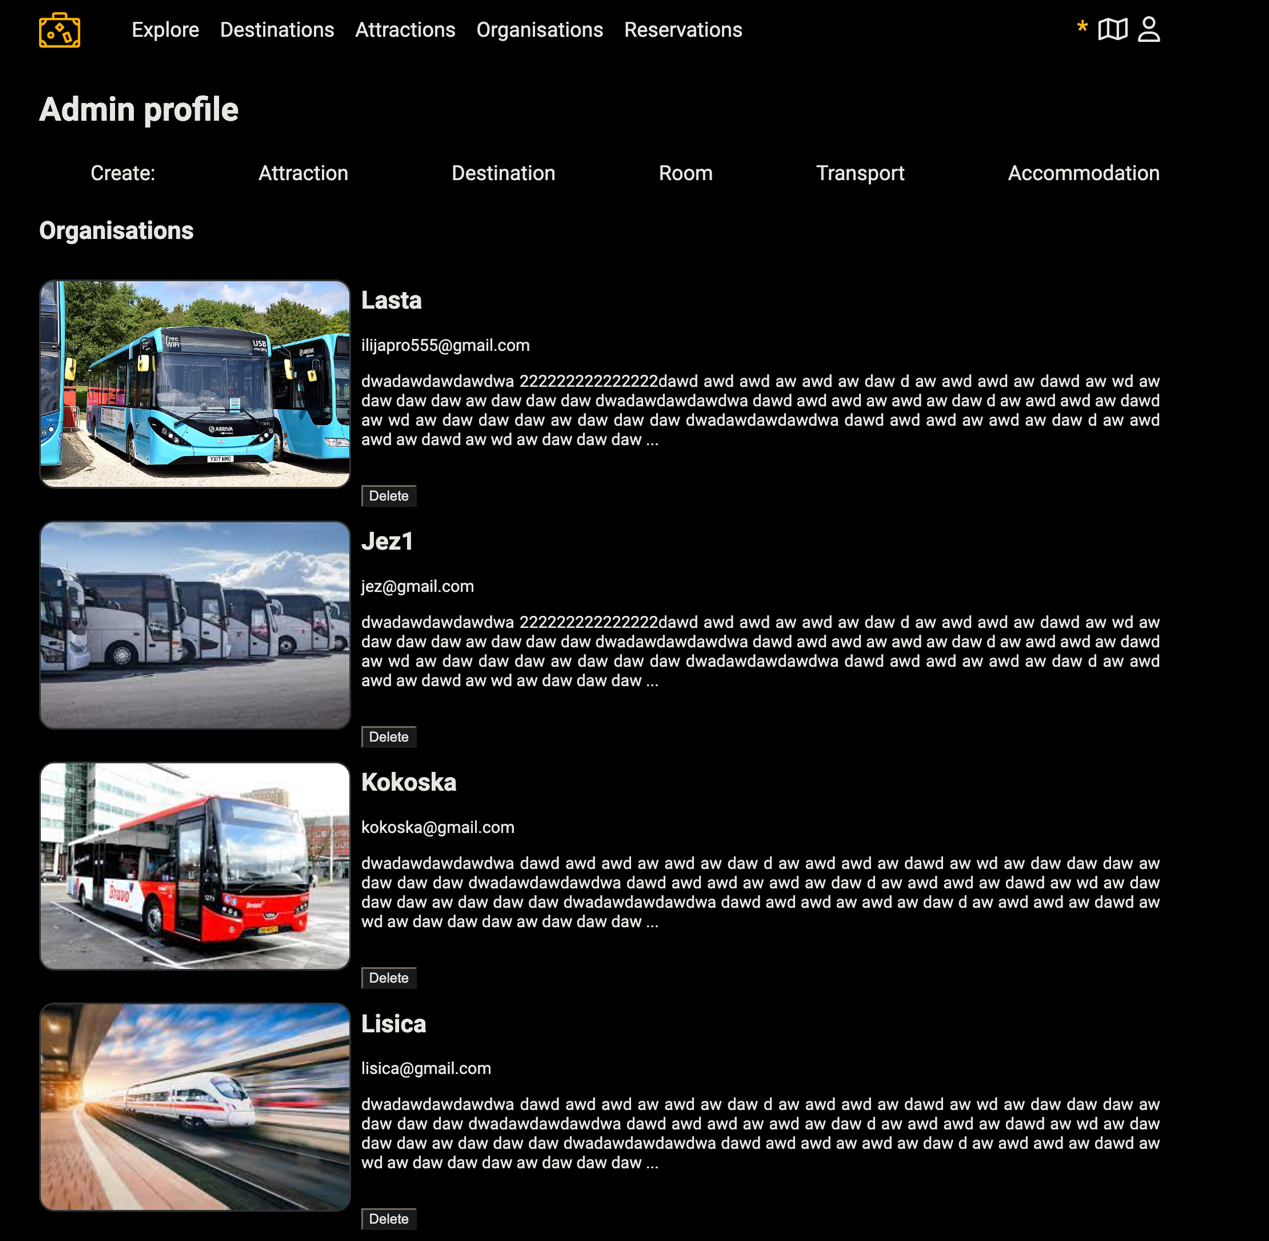 Explore Destinations Attractions Organisations Reservations *
Admin profile
Create: Attraction Destination Room Transport Accommodation
Organisations
Free WiFi
USB
ARRIVA
YX17 NMO
Lasta
ilijapro555@gmail.com
dwadawdawdawdwa 222222222222222dawd awd awd aw awd aw daw d aw awd awd aw dawd aw wd aw
daw daw daw aw daw daw daw dwadawdawdawdwa dawd awd awd aw awd aw daw d aw awd awd aw dawd
aw wd aw daw daw daw aw daw daw daw dwadawdawdawdwa dawd awd awd aw awd aw daw d aw awd
awd aw dawd aw wd aw daw daw daw ...
Delete
Jez1
jez@gmail.com
dwadawdawdawdwa 222222222222222dawd awd awd aw awd aw daw d aw awd awd aw dawd aw wd aw
daw daw daw aw daw daw daw dwadawdawdawdwa dawd awd awd aw awd aw daw d aw awd awd aw dawd
aw wd aw daw daw daw aw daw daw daw dwadawdawdawdwa dawd awd awd aw awd aw daw d aw awd
awd aw dawd aw wd aw daw daw daw ...
Delete
Bravo
Kokoska
kokoska@gmail.com
dwadawdawdawdwa dawd awd awd aw awd aw daw d aw awd awd aw dawd aw wd aw daw daw daw aw
daw daw daw dwadawdawdawdwa dawd awd awd aw awd aw daw d aw awd awd aw dawd aw wd aw daw
daw daw aw daw daw daw dwadawdawdawdwa dawd awd awd aw awd aw daw d aw awd awd aw dawd aw
wd aw daw daw daw aw daw daw daw ...
Delete
Lisica
lisica@gmail.com
dwadawdawdawdwa dawd awd awd aw awd aw daw d aw awd awd aw dawd aw wd aw daw daw daw aw
daw daw daw dwadawdawdawdwa dawd awd awd aw awd aw daw d aw awd awd aw dawd aw wd aw daw
daw daw aw daw daw daw dwadawdawdawdwa dawd awd awd aw awd aw daw d aw awd awd aw dawd aw
wd aw daw daw daw aw daw daw daw ...
Delete